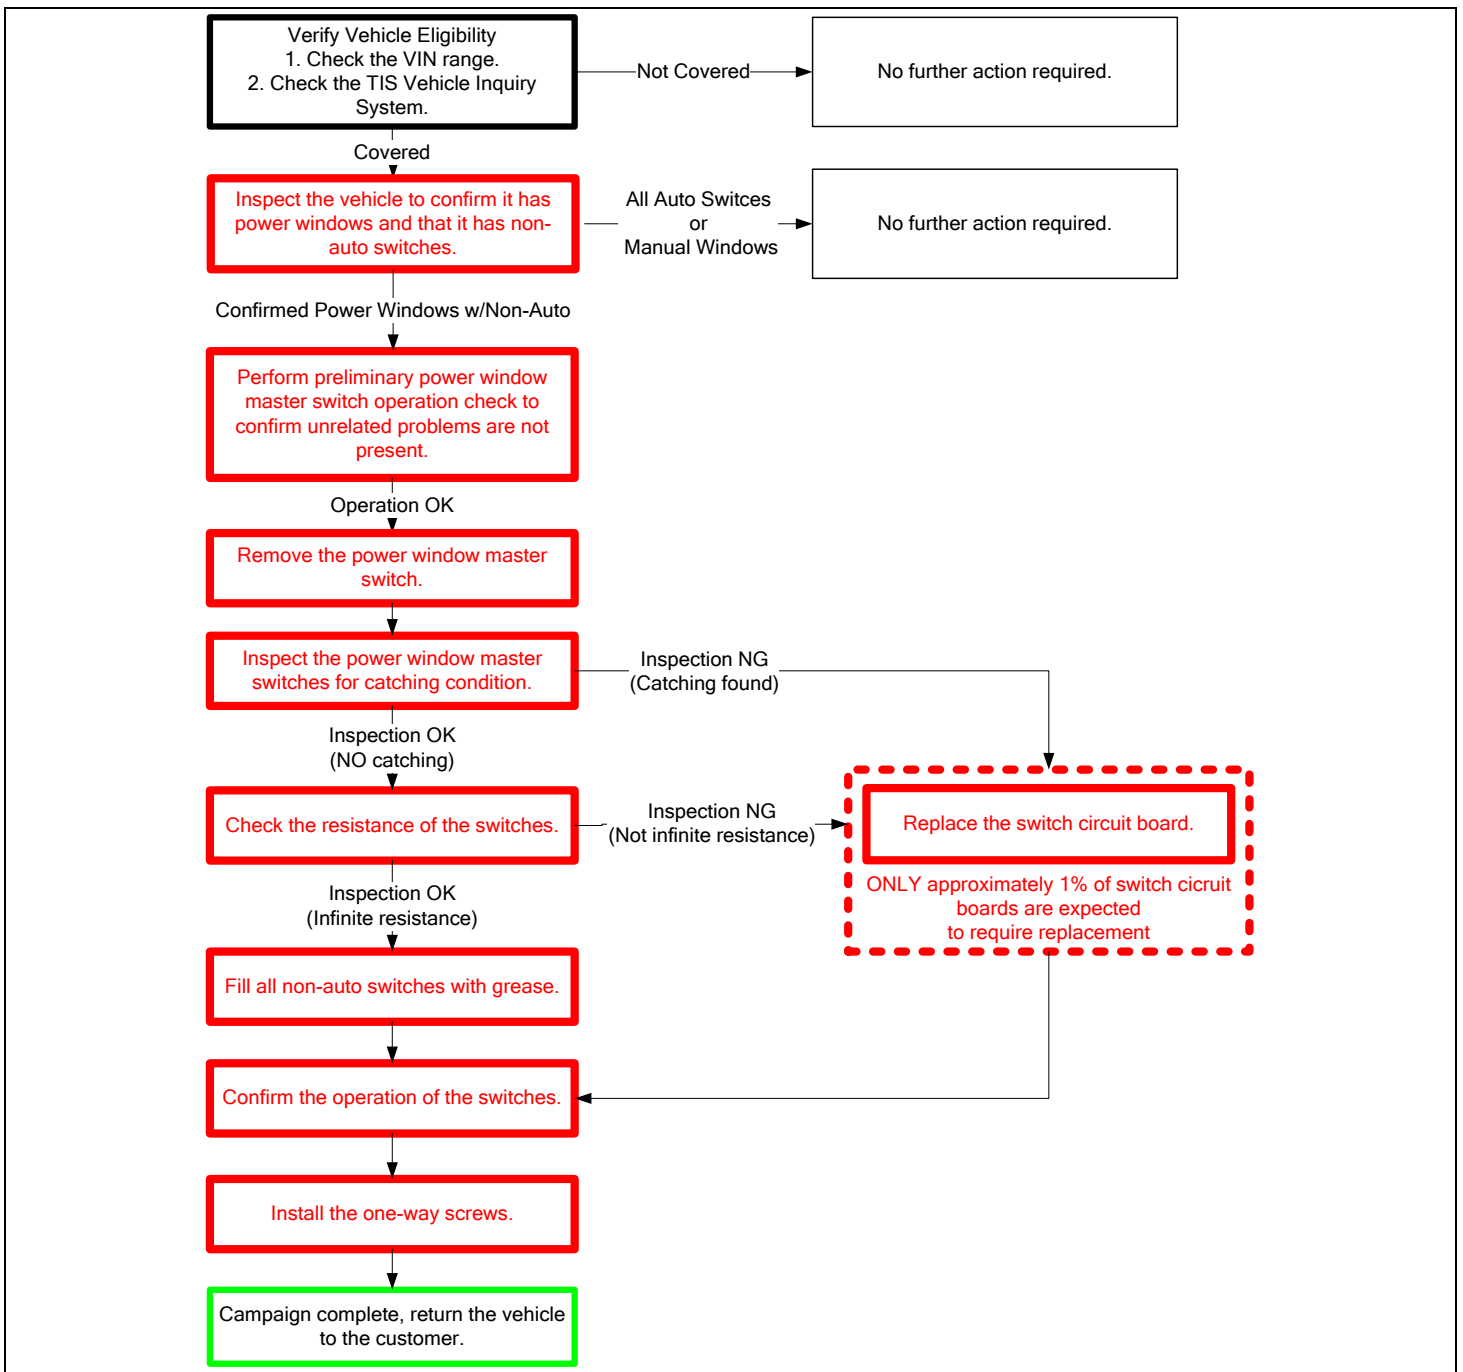 Verify Vehicle Eligibility
1. Check the VIN range.
2. Check the TIS Vehicle Inquiry
System.
Not Covered
No further action required.
Covered
Inspect the vehicle to confirm it has
power windows and that it has non-
auto switches.
All Auto Switces
or
Manual Windows
No further action required.
Confirmed Power Windows w/Non-Auto
Perform preliminary power window
master switch operation check to
confirm unrelated problems are not
present.
Operation OK
Remove the power window master
switch.
Inspect the power window master
switches for catching condition.
Inspection NG
(Catching found)
Inspection OK
(NO catching)
Check the resistance of the switches.
Inspection NG
(Not infinite resistance)
Replace the switch circuit board.
ONLY approximately 1% of switch cicruit
boards are expected
to require replacement
Inspection OK
(Infinite resistance)
Fill all non-auto switches with grease.
Confirm the operation of the switches.
Install the one-way screws.
Campaign complete, return the vehicle
to the customer.